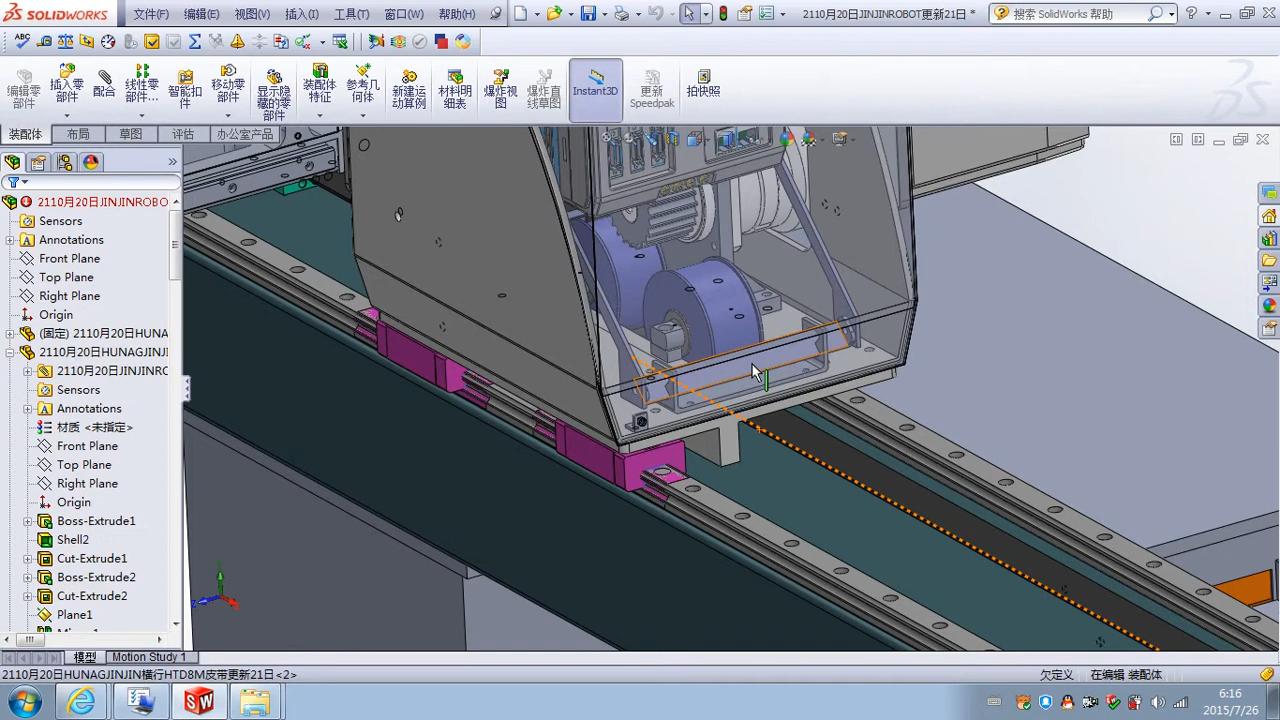 SOLIDWORKS
文件(F)
编辑(E)
视图(V)
插入(I)
工具(T)
窗口(W)
帮助(H)
2110月20日JINJINROBOT更新21日 *
搜索 SolidWorks 帮助
编辑零部件
插入零部件
配合
线性零部件...
智能扣件
移动零部件
显示隐藏的零部件
装配体特征
参考几何体
新建运动算例
材料明细表
爆炸视图
爆炸直线草图
Instant3D
更新 Speedpak
拍快照
装配体
布局
草图
评估
办公室产品
2110月20日JINJINROBO
Sensors
Annotations
Front Plane
Top Plane
Right Plane
Origin
(固定) 2110月20日HUNA
2110月20日HUNAGJINJIN
2110月20日JINJINRO
Sensors
Annotations
材质 <未指定>
Front Plane
Top Plane
Right Plane
Origin
Boss-Extrude1
Shell2
Cut-Extrude1
Boss-Extrude2
Cut-Extrude2
Plane1
模型
Motion Study 1
2110月20日HUNAGJINJIN横行HTD8M皮带更新21日<2>
欠定义
在编辑 装配体
6:16
2015/7/26